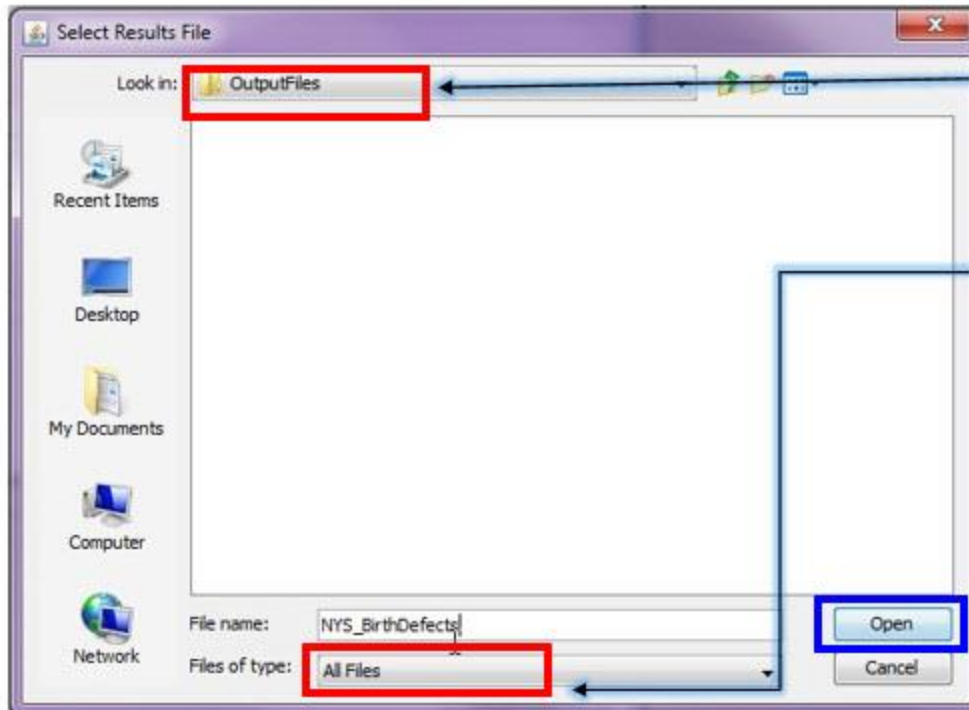 Select Results File
Look in: OutputFiles
Recent Items
Desktop
My Documents
Computer
Network
File name: NYS_BirthDefects
Open
Files of type: All Files
Cancel